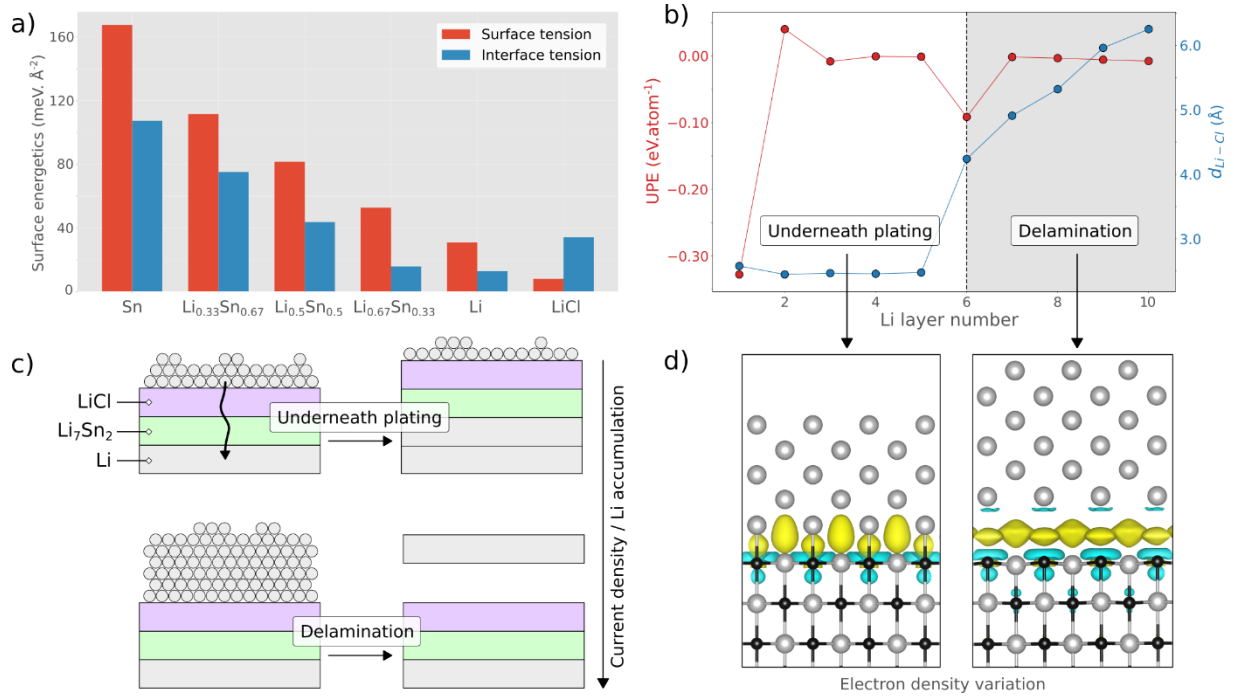 a)
Surface energetics (meV. Å⁻²)
160
120
80
40
0
Surface tension
Interface tension
Sn
Li₀.₃₃Sn₀.₆₇
Li₀.₅Sn₀.₅
Li₀.₆₇Sn₀.₃₃
Li
LiCl
b)
UPE (eV.atom⁻¹)
0.00
−0.10
−0.20
−0.30
6.0
5.0
4.0
3.0
d_Li−Cl (Å)
Underneath plating
Delamination
2
4
6
8
10
Li layer number
c)
LiCl
Li₇Sn₂
Li
Underneath plating
Delamination
Current density / Li accumulation
d)
Electron density variation